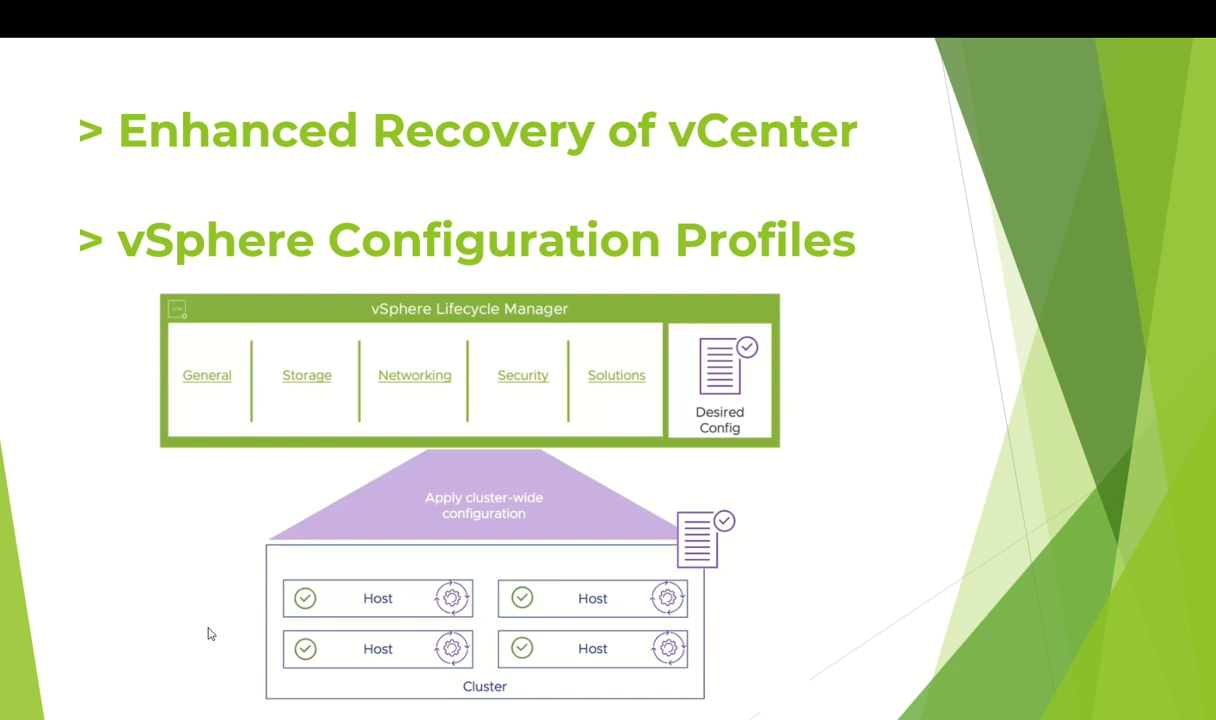 > Enhanced Recovery of vCenter
> vSphere Configuration Profiles
vSphere Lifecycle Manager
General
Storage
Networking
Security
Solutions
Desired
Config
Apply cluster-wide
configuration
Host
Host
Host
Host
Cluster